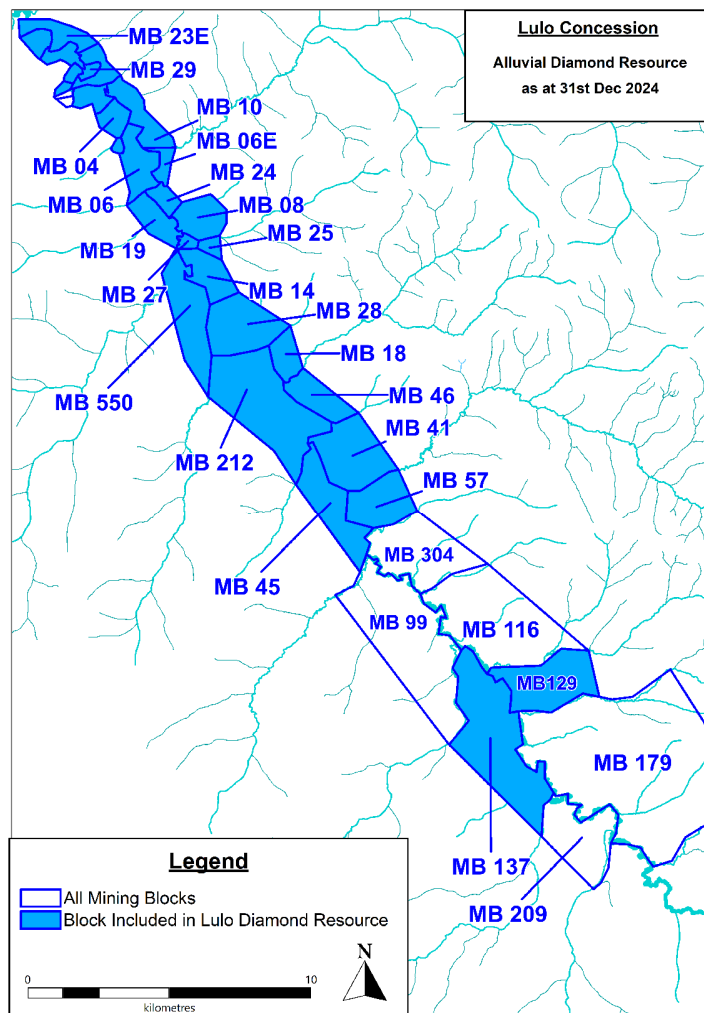 Lulo Concession
Alluvial Diamond Resource
as at 31st Dec 2024
MB 23E
MB 29
MB 10
MB 06E
MB 04
MB 24
MB 06
MB 08
MB 25
MB 19
MB 27
MB 14
MB 28
MB 18
MB 550
MB 46
MB 41
MB 212
MB 57
MB 304
MB 45
MB 99
MB 116
MB129
MB 179
MB 137
MB 209
Legend
All Mining Blocks
Block Included in Lulo Diamond Resource
N
0 10
kilometres